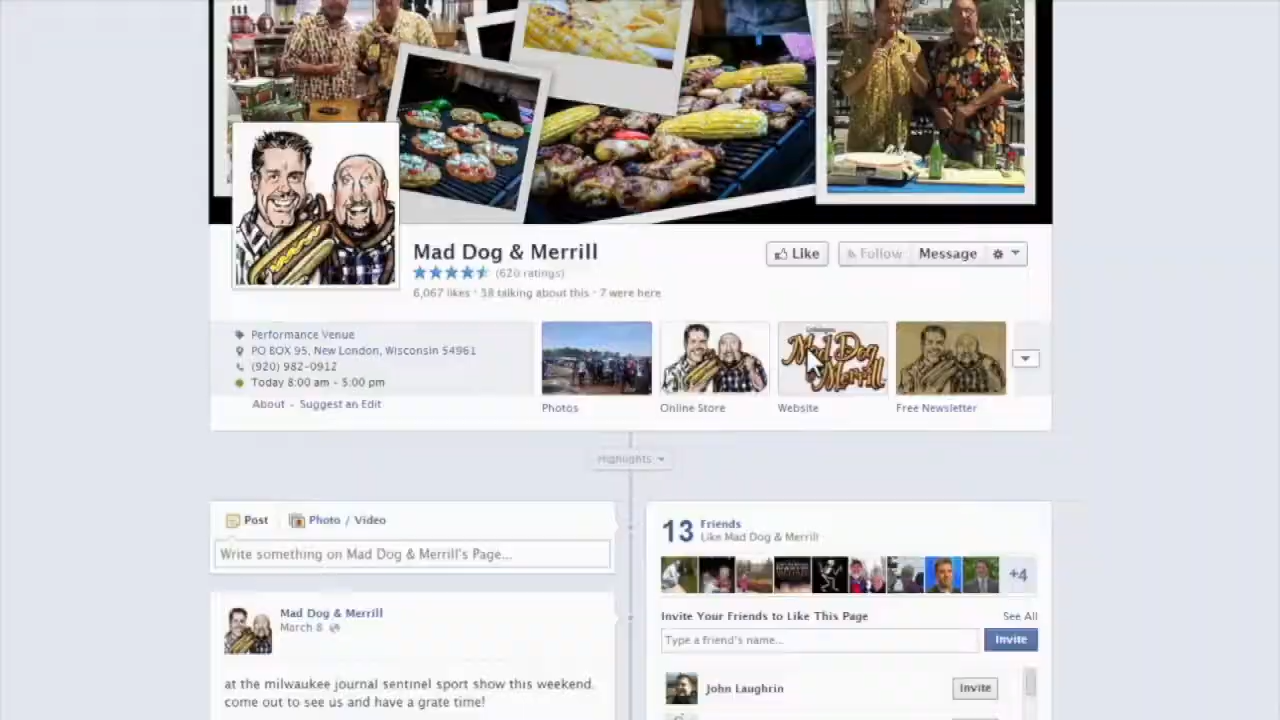 Mad Dog & Merrill
Like
Follow
Message
(620 ratings)
6,067 likes · 58 talking about this · 7 were here
Performance Venue
PO BOX 95, New London, Wisconsin 54961
(920) 982-0912
Today 8:00 am - 5:00 pm
About - Suggest an Edit
Mad Dog
Merrill
Photos
Online Store
Website
Free Newsletter
Highlights
Post
Photo / Video
Write something on Mad Dog & Merrill's Page...
Mad Dog & Merrill
March 8
at the milwaukee journal sentinel sport show this weekend.
come out to see us and have a grate time!
13
Friends
Like Mad Dog & Merrill
+4
Invite Your Friends to Like This Page
See All
Type a friend's name...
Invite
John Laughrin
Invite